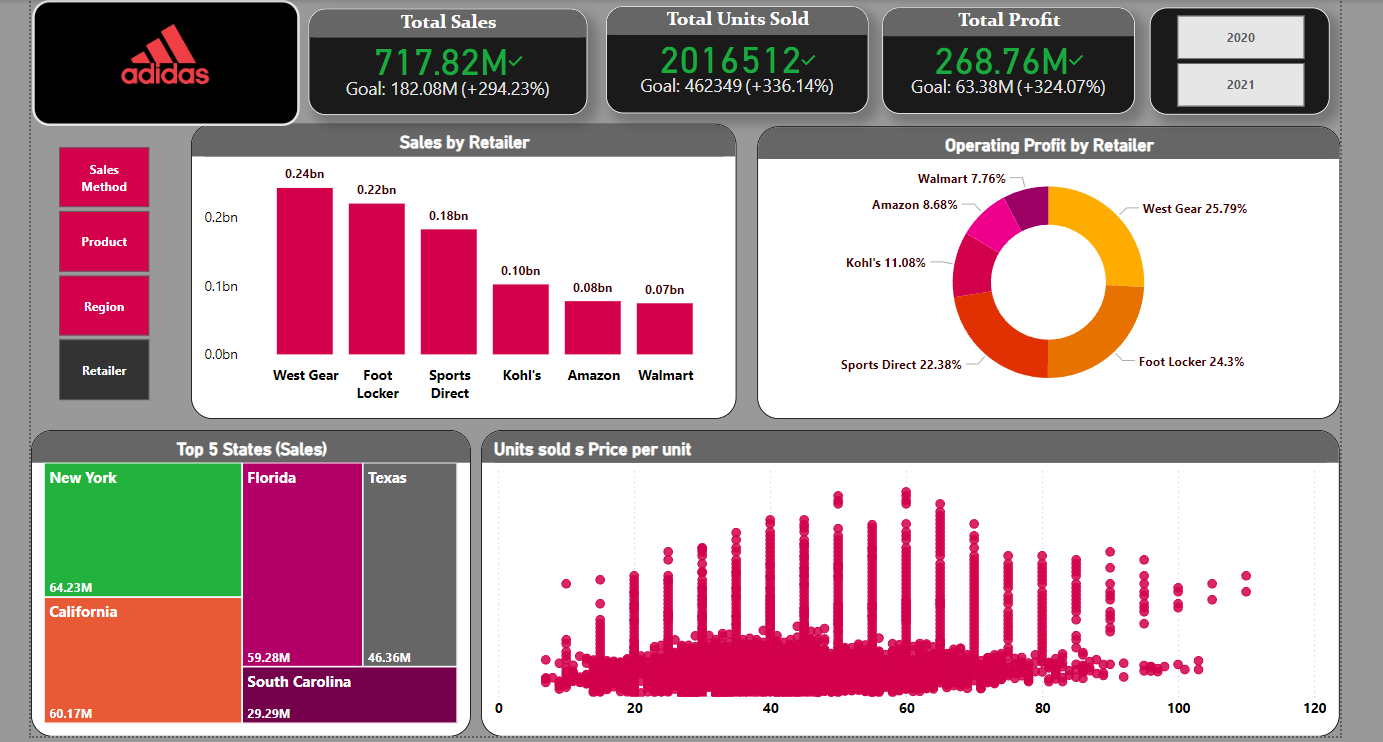 adidas
Total Sales
717.82M
Goal: 182.08M (+294.23%)
Total Units Sold
2016512
Goal: 462349 (+336.14%)
Total Profit
268.76M
Goal: 63.38M (+324.07%)
2020
2021
Sales
Method
Product
Region
Retailer
Sales by Retailer
0.2bn
0.1bn
0.0bn
0.24bn
0.22bn
0.18bn
0.10bn
0.08bn
0.07bn
West Gear
Foot
Locker
Sports
Direct
Kohl's
Amazon
Walmart
Operating Profit by Retailer
Walmart 7.76%
Amazon 8.68%
Kohl's 11.08%
Sports Direct 22.38%
West Gear 25.79%
Foot Locker 24.3%
Top 5 States (Sales)
New York
64.23M
California
60.17M
Florida
59.28M
Texas
46.36M
South Carolina
29.29M
Units sold s Price per unit
0
20
40
60
80
100
120